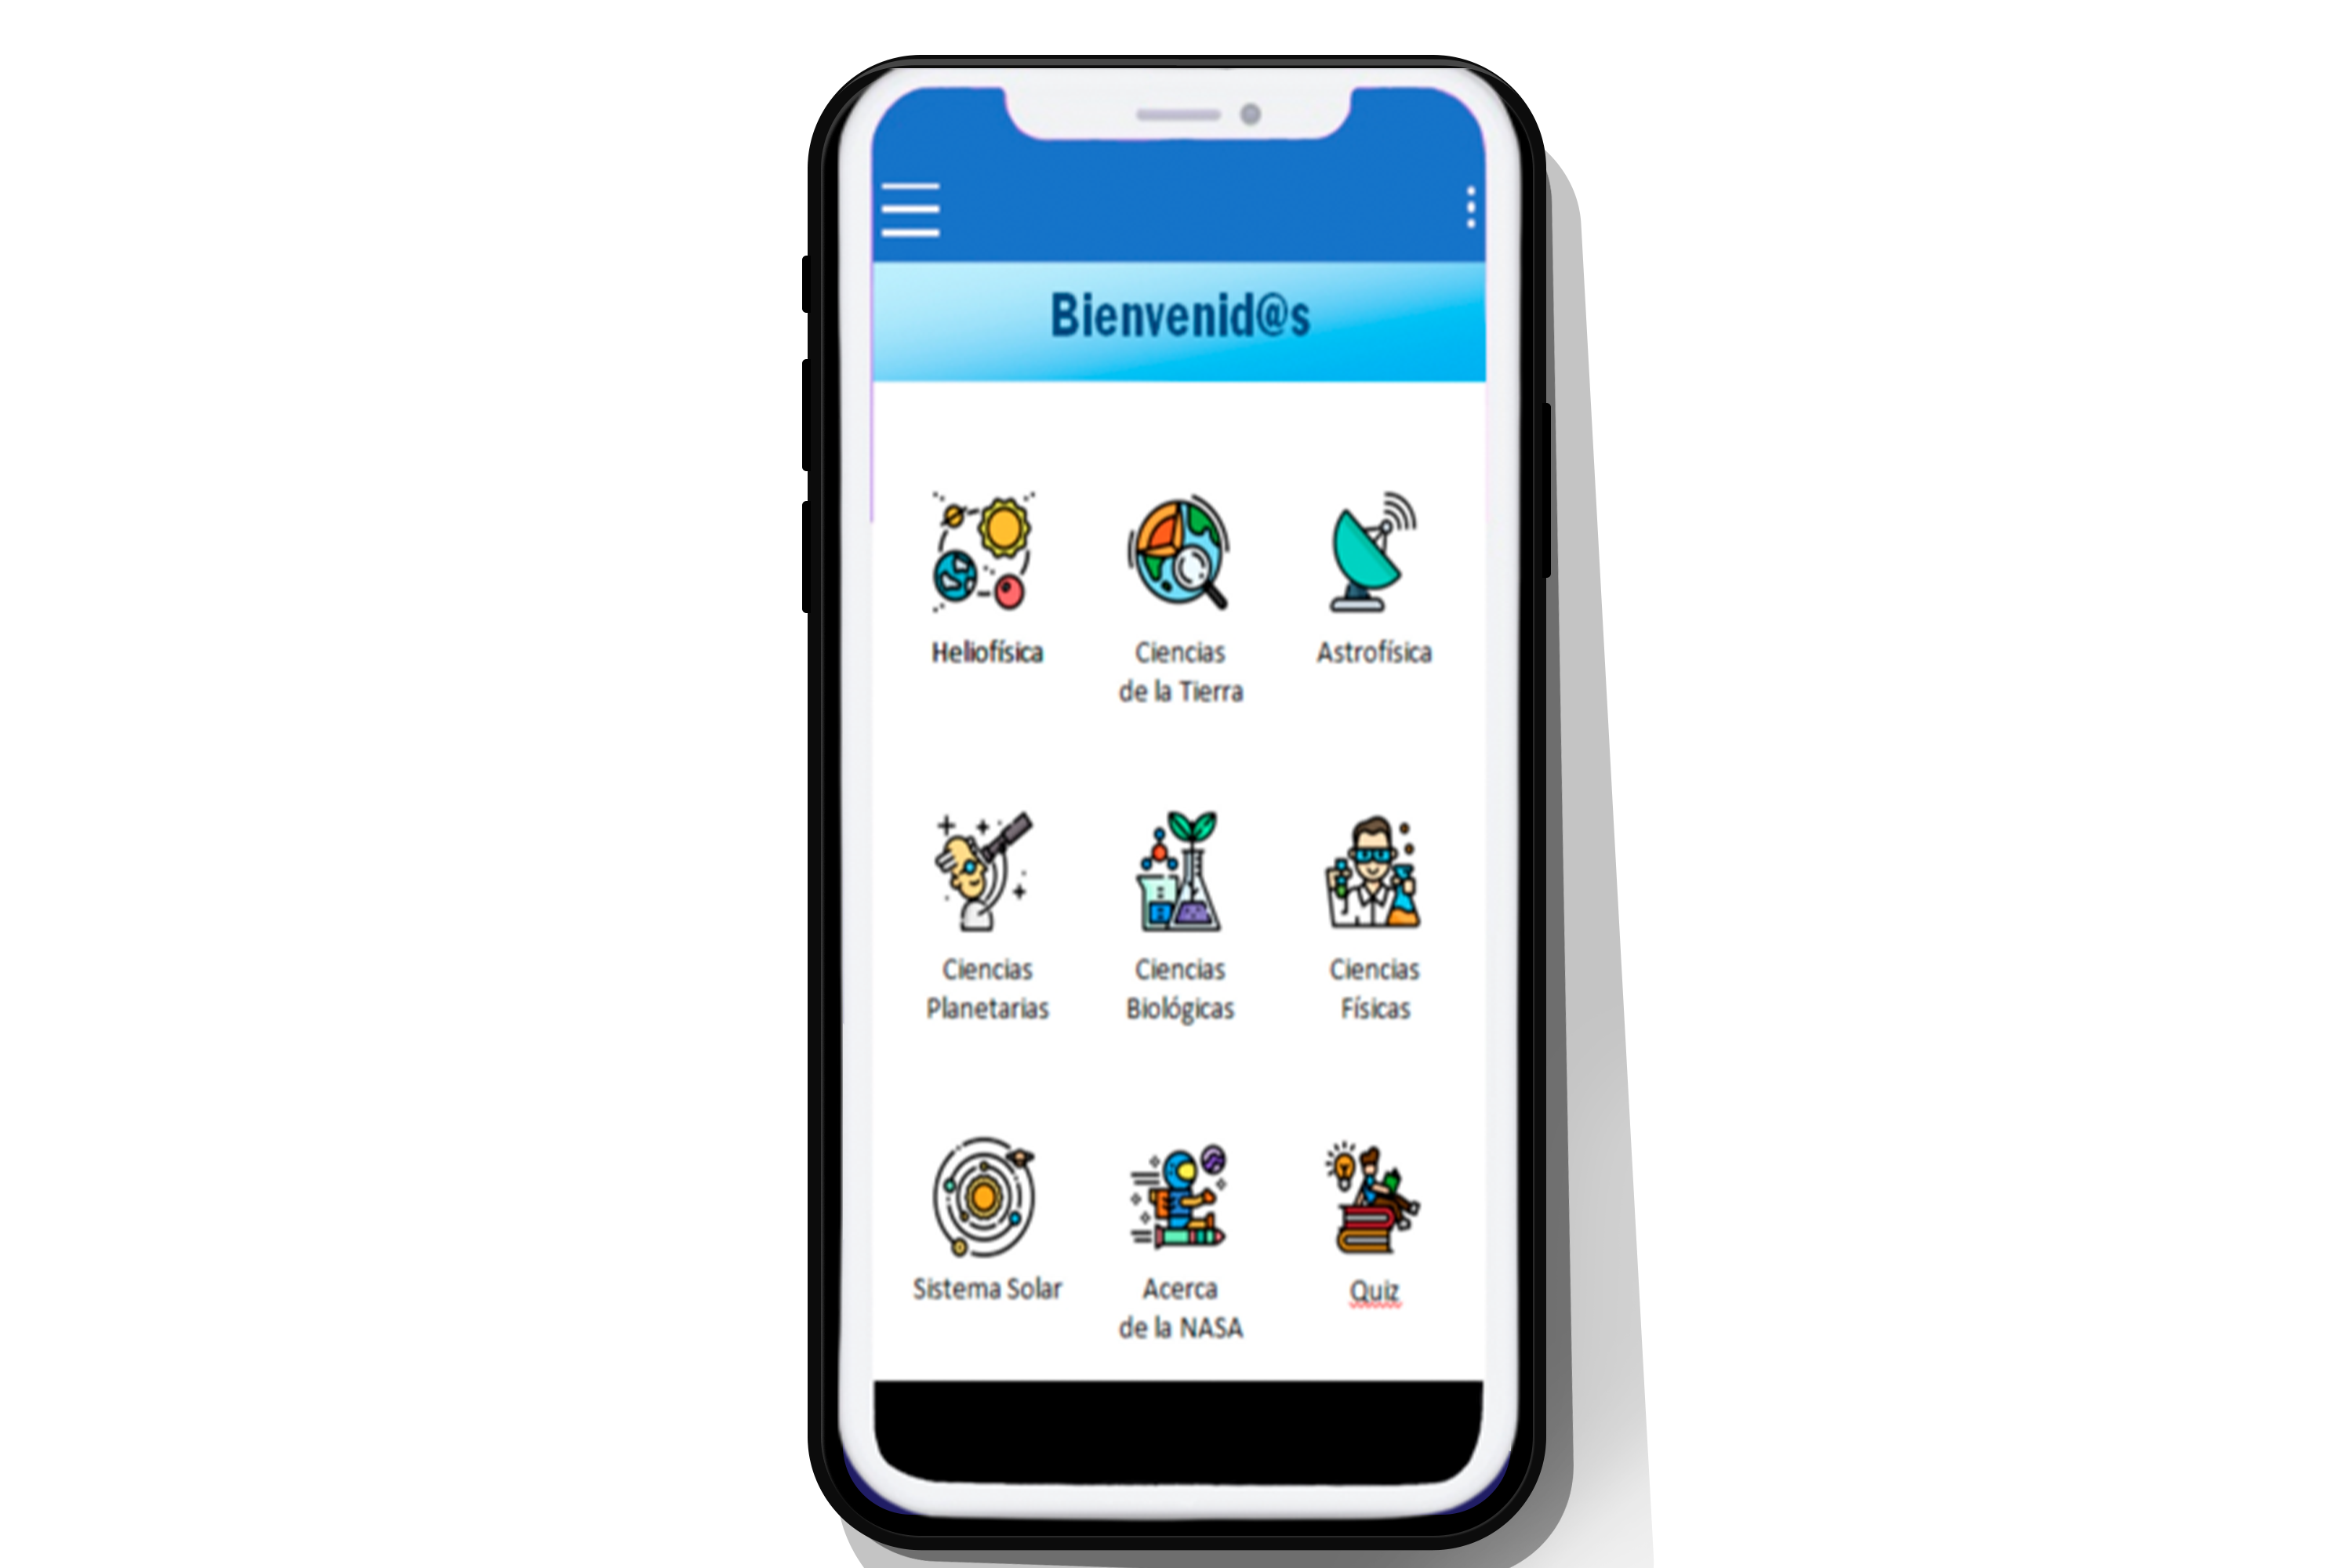 Bienvenid@s
Heliofísica
Ciencias
de la Tierra
Astrofísica
Ciencias
Planetarias
Ciencias
Biológicas
Ciencias
Físicas
Sistema Solar
Acerca
de la NASA
Quiz